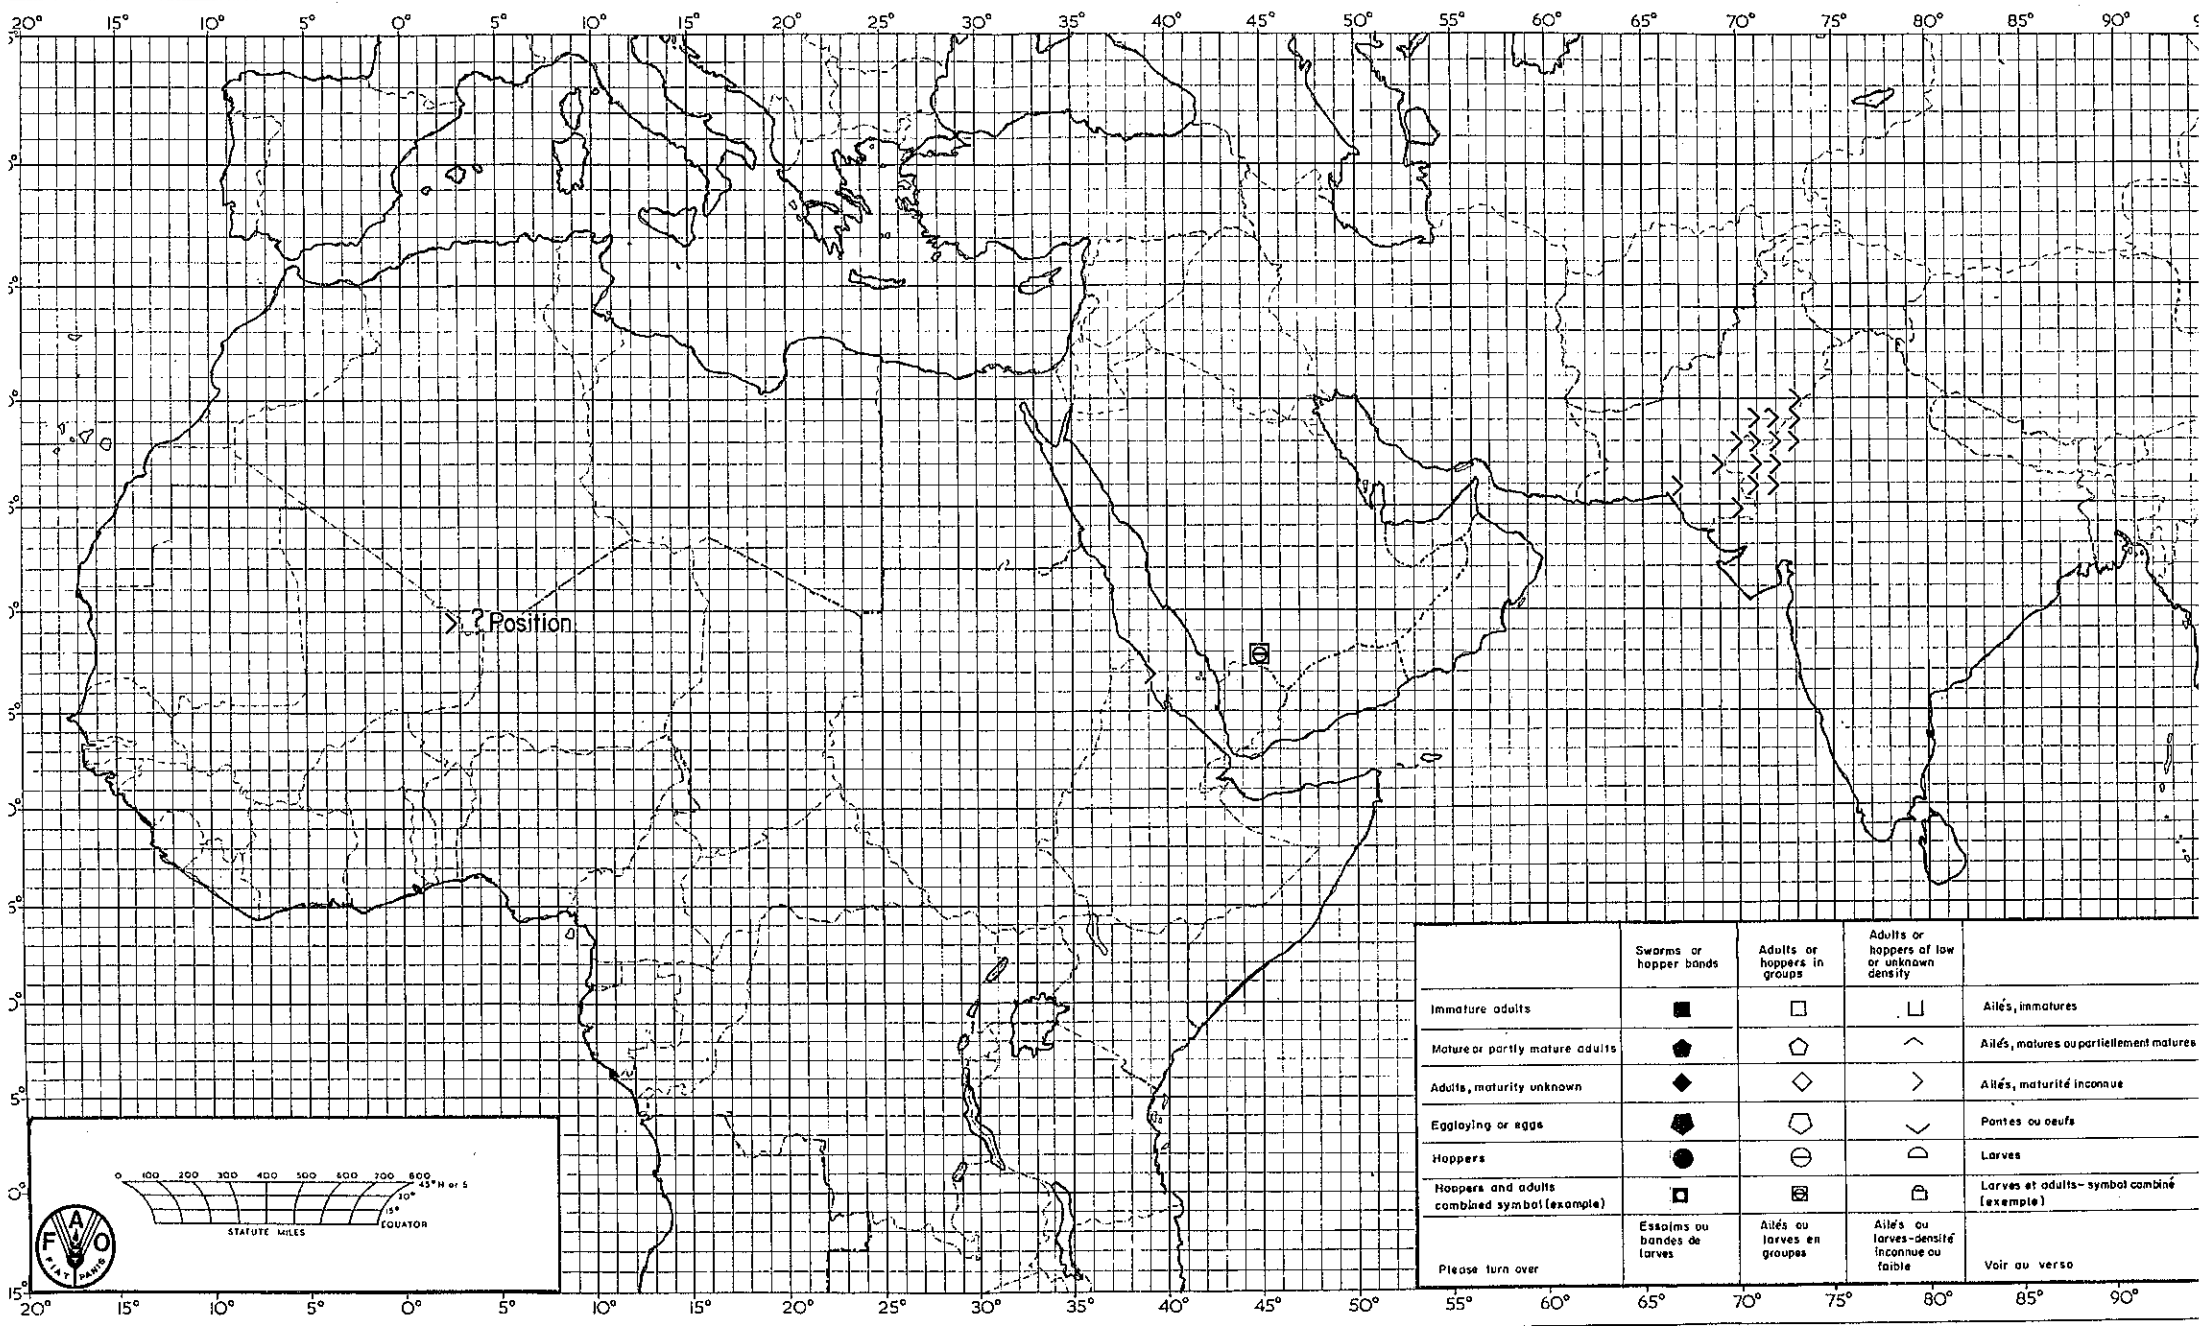 20° 15° 10° 5° 0° 5° 10° 15° 20° 25° 30° 35° 40° 45° 50° 55° 60° 65° 70° 75° 80° 85° 90°
? Position
Swarms or hopper bands
Adults or hoppers in groups
Adults or hoppers of low or unknown density
Immature adults
Ailés, immatures
Mature or partly mature adults
Ailés, matures ou partiellement matures
Adults, maturity unknown
Ailés, maturité inconnue
Egglaying or eggs
Pontes ou oeufs
Hoppers
Larves
Hoppers and adults combined symbol (example)
Larves et adults-symbol combiné (exemple)
Essaims ou bandes de larves
Ailés ou larves en groupes
Ailés ou larves-densité inconnue ou faible
Please turn over
Voir au verso
0 100 200 300 400 500 600 700 800
45° N or S
30°
15°
EQUATOR
STATUTE MILES
F A O
FIAT PANIS
15°
20° 15° 10° 5° 0° 5° 10° 15° 20° 25° 30° 35° 40° 45° 50° 55° 60° 65° 70° 75° 80° 85° 90°